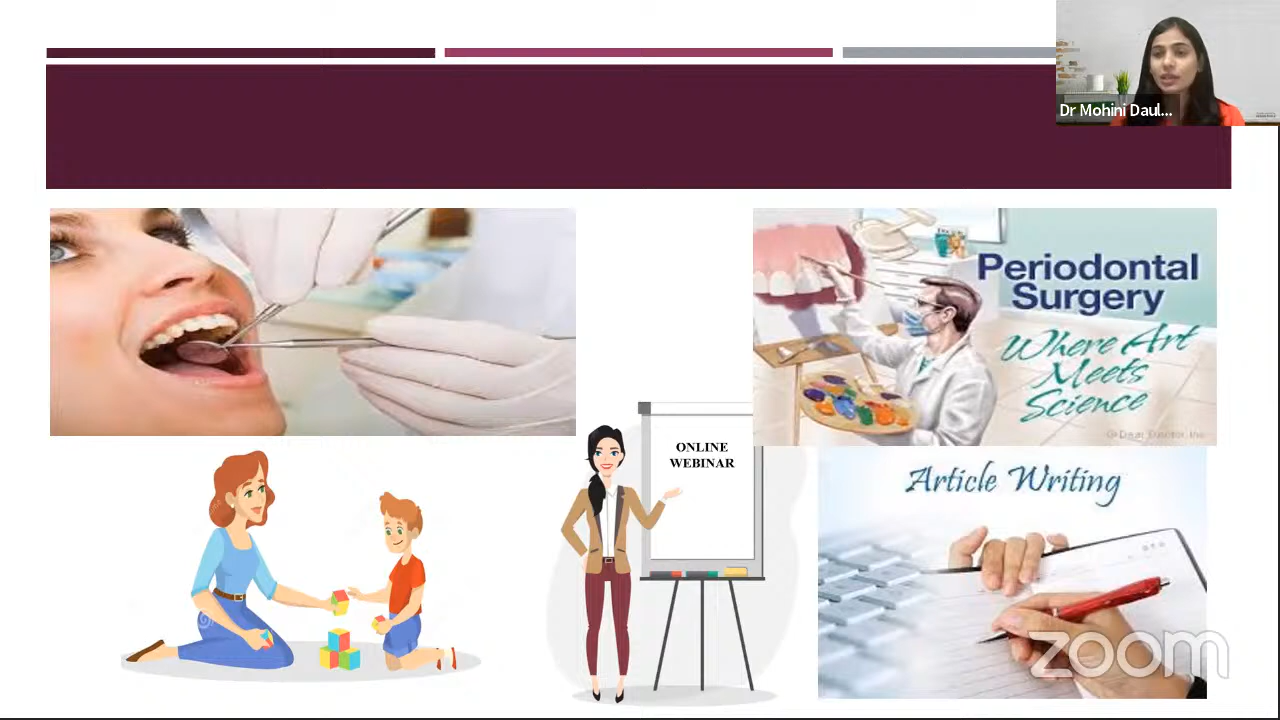 Dr Mohini Daul...
Periodontal
Surgery
Where Art
Meets
Science
ONLINE
WEBINAR
Article Writing
zoom